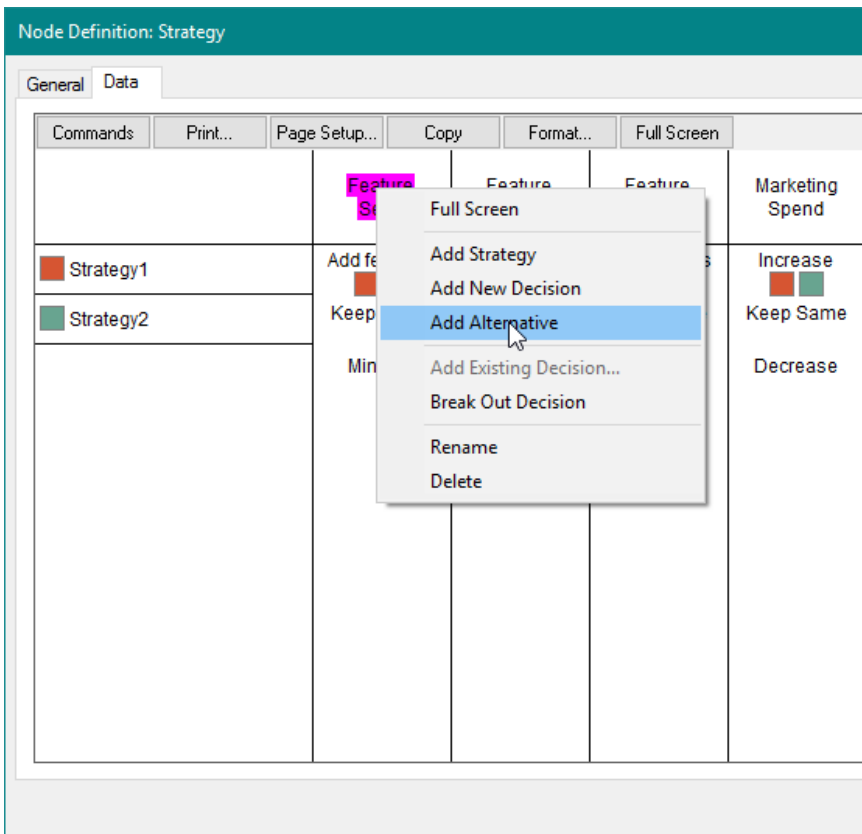 Node Definition: Strategy
General Data
Commands Print... Page Setup... Copy Format... Full Screen
Feature Feature Feature Marketing
Spend
Strategy1 Add Increase
Strategy2 Keep Keep Same
Decrease
Full Screen
Add Strategy
Add New Decision
Add Alternative
Add Existing Decision...
Break Out Decision
Rename
Delete